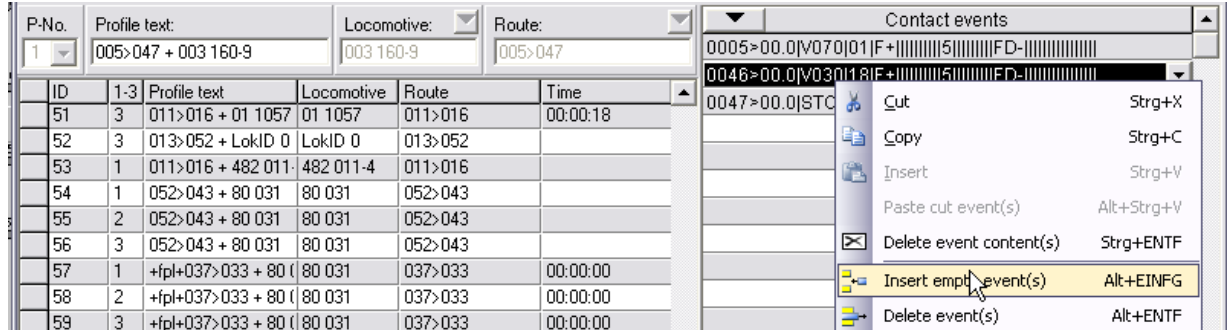 P-No. Profile text: Locomotive: Route:
1 005>047 + 003 160-9 003 160-9 005>047
ID 1-3 Profile text Locomotive Route Time
51 3 011>016 + 01 1057 01 1057 011>016 00:00:18
52 3 013>052 + LokID 0 LokID 0 013>052
53 1 011>016 + 482 011- 482 011-4 011>016
54 1 052>043 + 80 031 80 031 052>043
55 2 052>043 + 80 031 80 031 052>043
56 3 052>043 + 80 031 80 031 052>043
57 1 +fpl+037>033 + 80 ( 80 031 037>033 00:00:00
58 2 +fpl+037>033 + 80 ( 80 031 037>033 00:00:00
59 3 +fpl+037>033 + 80 ( 80 031 037>033 00:00:00
Contact events
0005>00.0|V070|01|F+|||||||||5||||||||FD-||||||||||||||||
0046>00.0|V030|18|F+|||||||||5||||||||FD-||||||||||||||||
0047>00.0|STO
Cut Strg+X
Copy Strg+C
Insert Strg+V
Paste cut event(s) Alt+Strg+V
Delete event content(s) Strg+ENTF
Insert empty event(s) Alt+EINFG
Delete event(s) Alt+ENTF